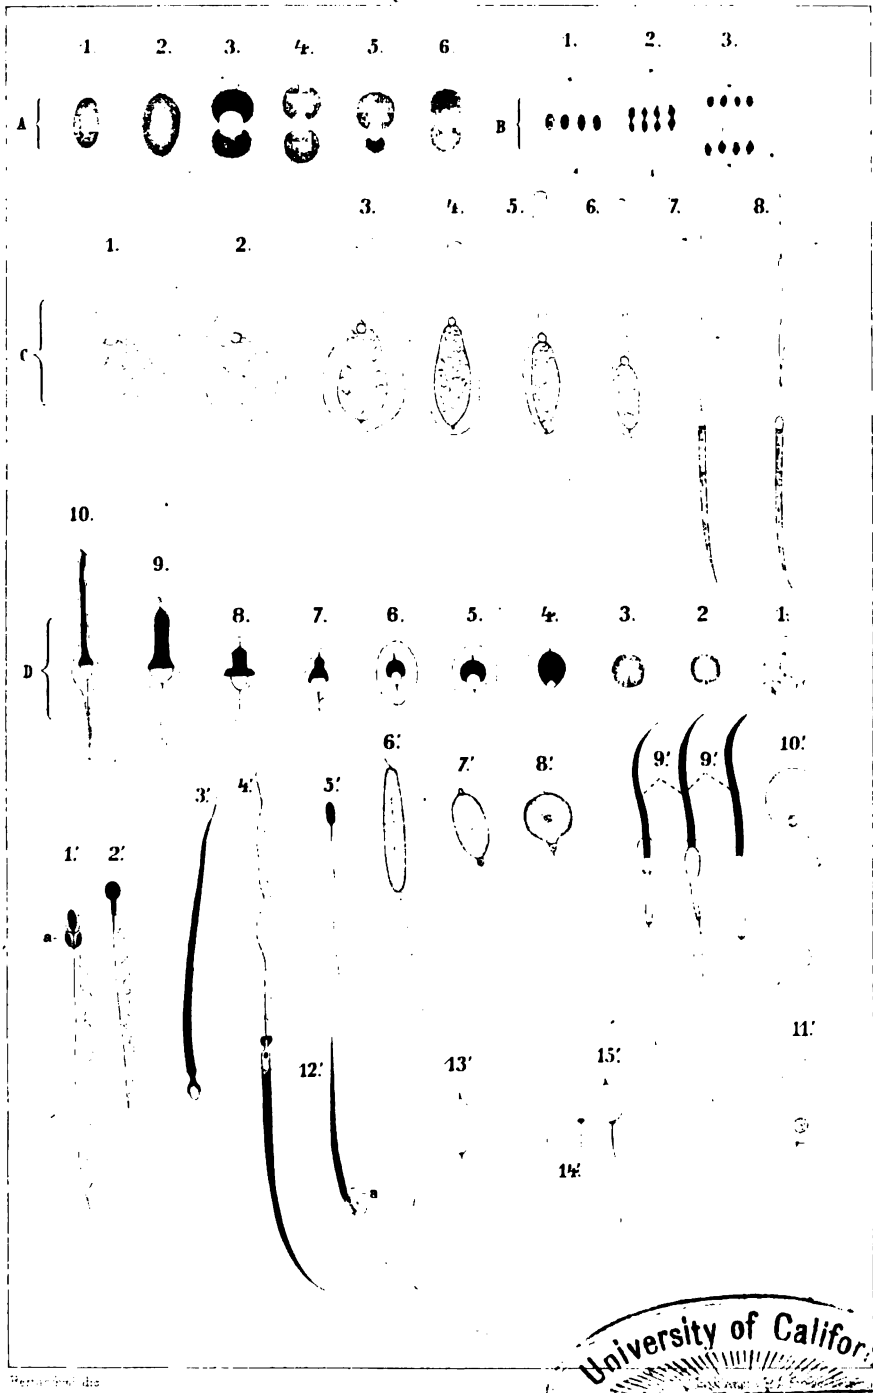 1. 2. 3. 4. 5. 6 1. 2. 3.
A B
3. 4. 5. 6. 7. 8.
1. 2.
C
10.
9.
8. 7. 6. 5. 4. 3. 2 1.
D
6.' 7.' 8.' 9.' 9.' 10.'
3.' 4.' 5.'
1.' 2.'
a
11.'
12.' 13.' 15.'
14.'
a
University of Califor